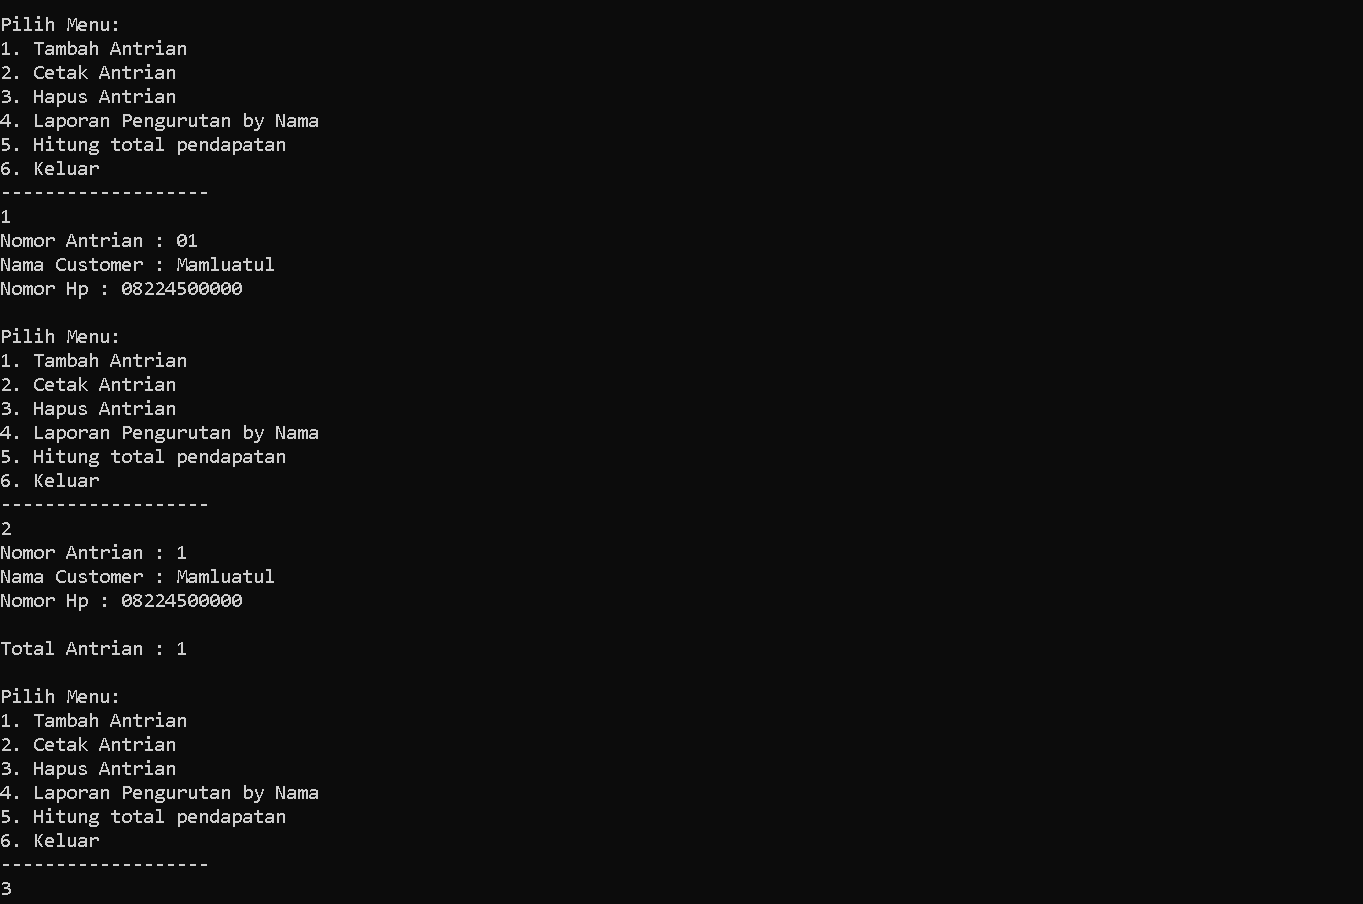 Pilih Menu:
1. Tambah Antrian
2. Cetak Antrian
3. Hapus Antrian
4. Laporan Pengurutan by Nama
5. Hitung total pendapatan
6. Keluar
-------------------
1
Nomor Antrian : 01
Nama Customer : Mamluatul
Nomor Hp : 08224500000

Pilih Menu:
1. Tambah Antrian
2. Cetak Antrian
3. Hapus Antrian
4. Laporan Pengurutan by Nama
5. Hitung total pendapatan
6. Keluar
-------------------
2
Nomor Antrian : 1
Nama Customer : Mamluatul
Nomor Hp : 08224500000

Total Antrian : 1

Pilih Menu:
1. Tambah Antrian
2. Cetak Antrian
3. Hapus Antrian
4. Laporan Pengurutan by Nama
5. Hitung total pendapatan
6. Keluar
-------------------
3